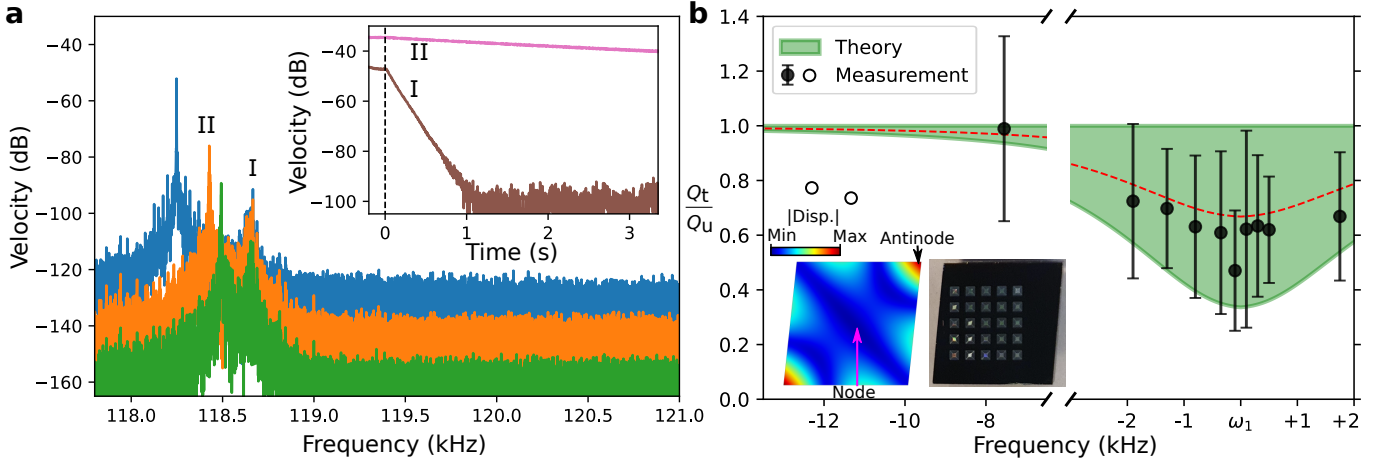 a
Velocity (dB)
−40
−60
−80
−100
−120
−140
−160
118.0
118.5
119.0
119.5
120.0
120.5
121.0
Frequency (kHz)
II
I
Velocity (dB)
−40
−60
−80
−100
0
1
2
3
Time (s)
II
I
b
Qt
Qu
1.4
1.2
1.0
0.8
0.6
0.4
0.2
0.0
Theory
Measurement
|Disp.|
Min
Max
Antinode
Node
-12
-10
-8
-2
-1
ω1
+1
+2
Frequency (kHz)